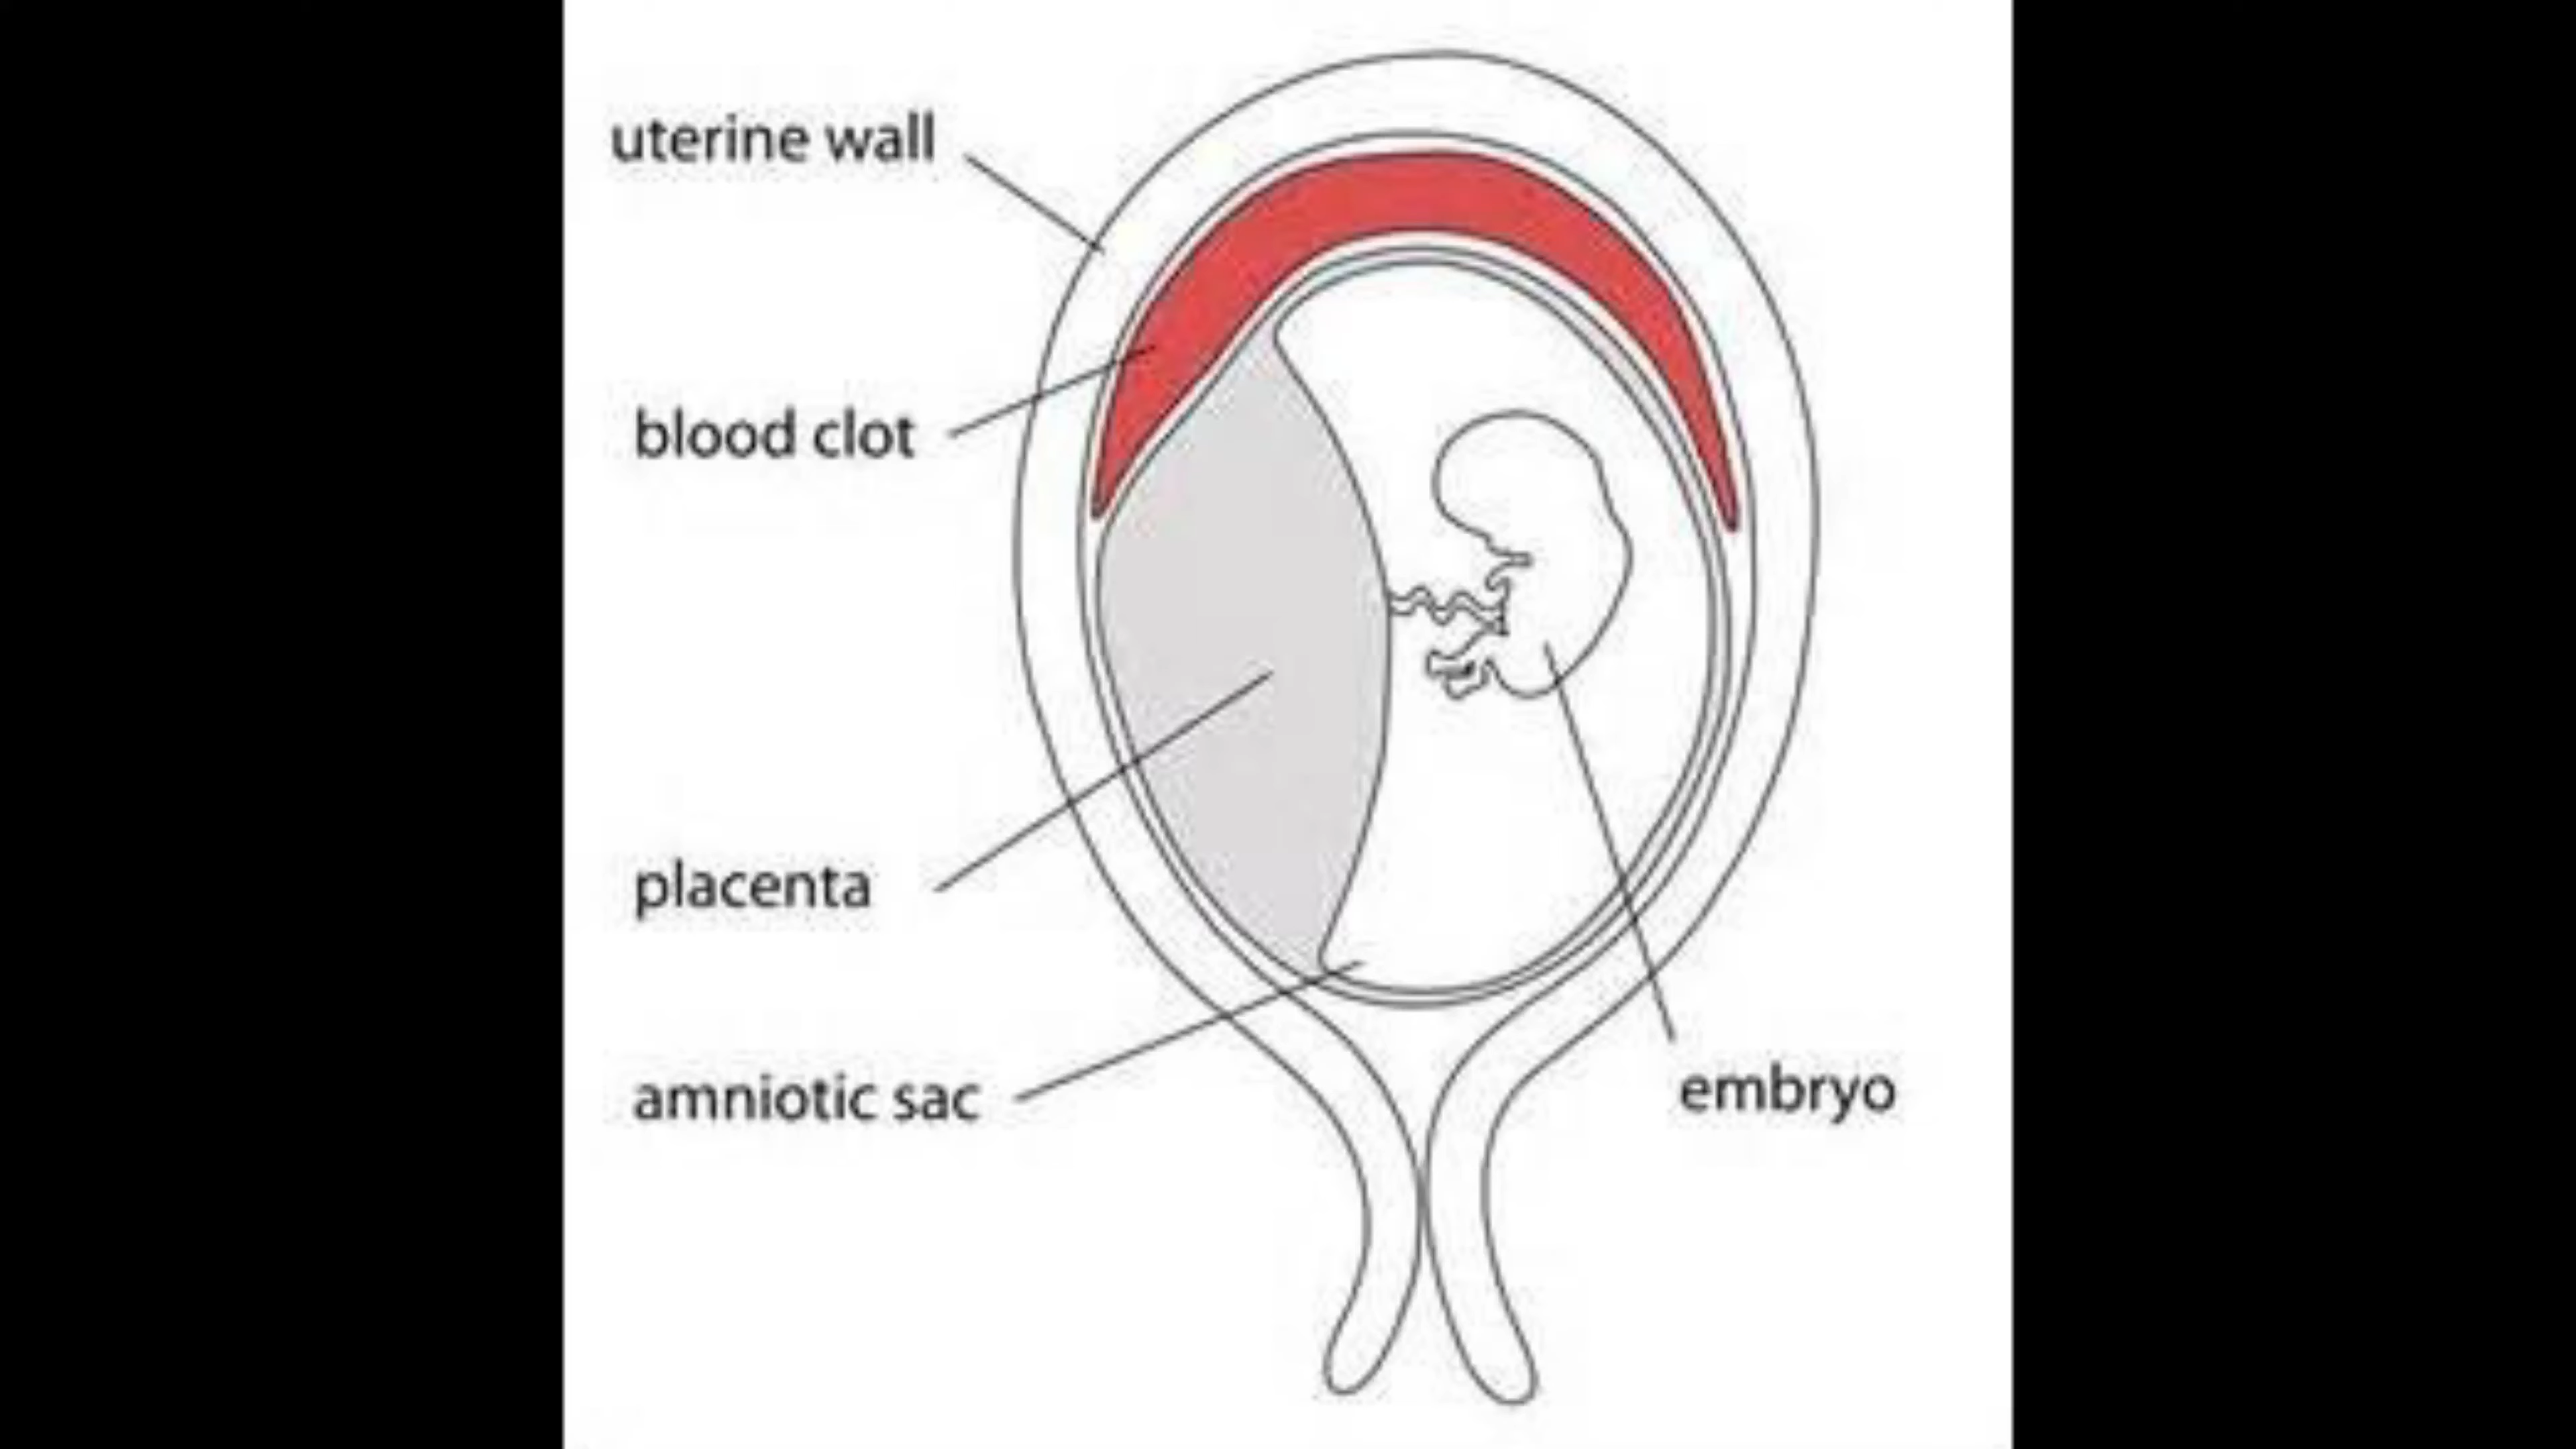 uterine wall
blood clot
placenta
amniotic sac
embryo